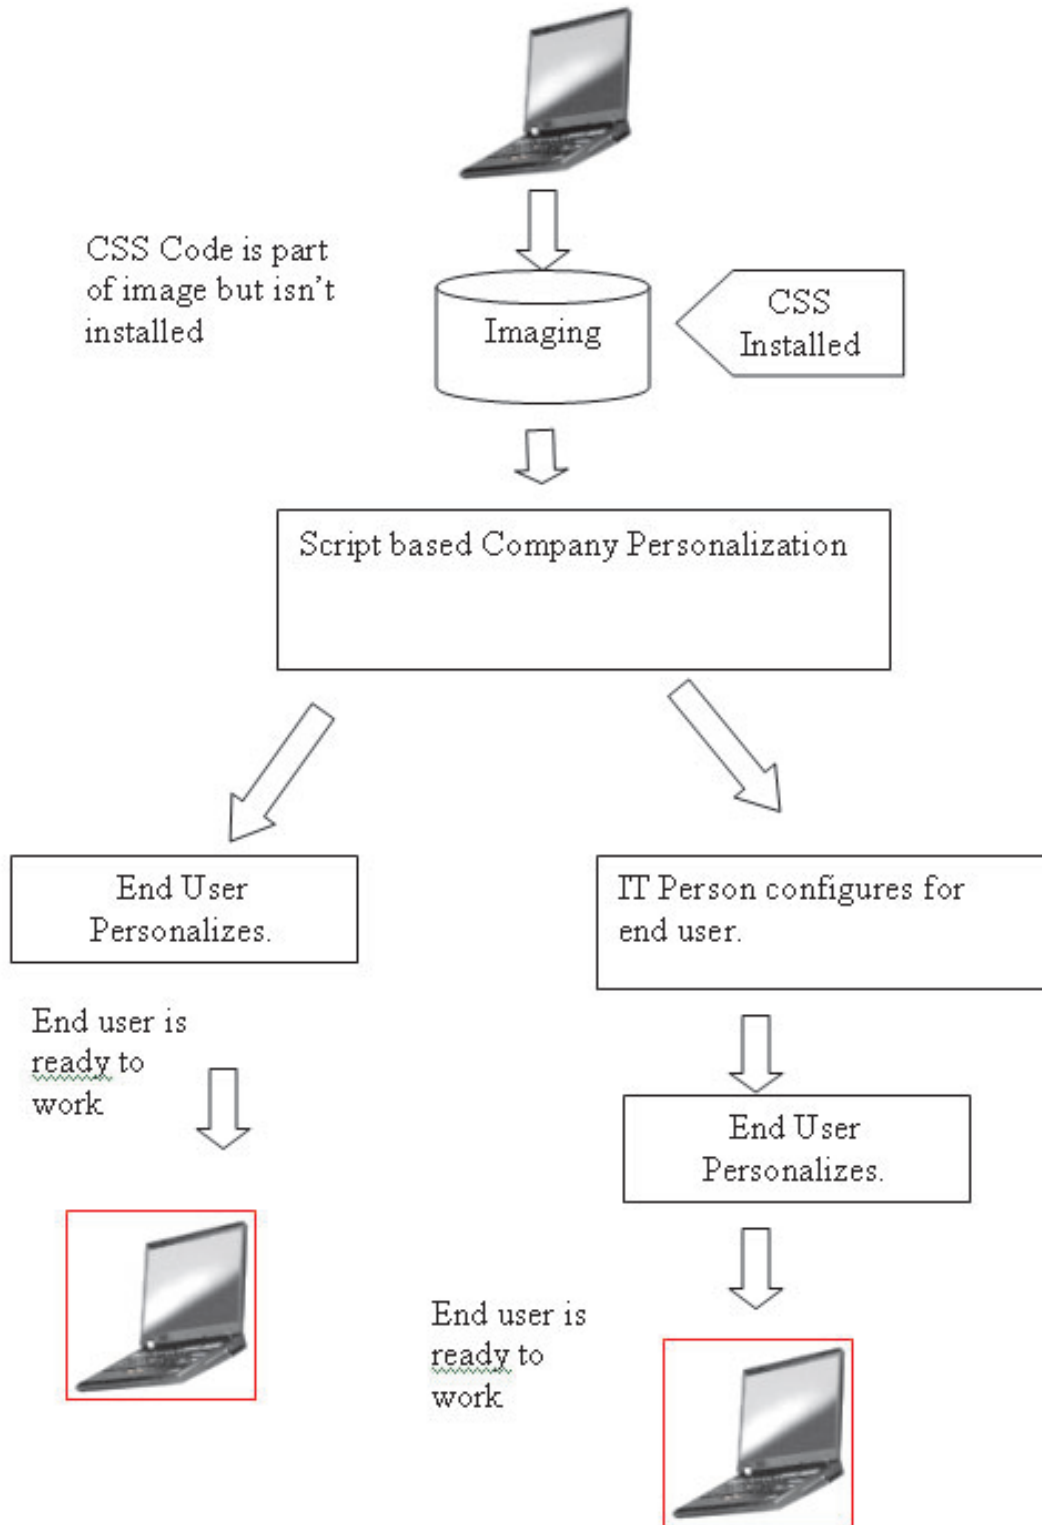 CSS Code is part
of image but isn't
installed
Imaging
CSS
Installed
Script based Company Personalization
End User
Personalizes.
IT Person configures for
end user.
End user is
ready to
work
End User
Personalizes.
End user is
ready to
work